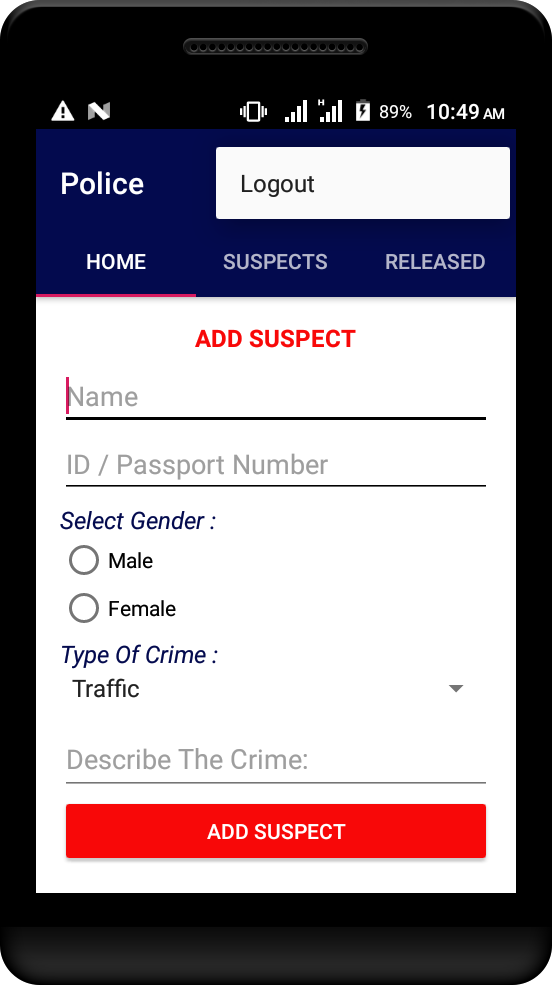 H 89% 10:49 AM
Police Logout
HOME SUSPECTS RELEASED
ADD SUSPECT
Name
ID / Passport Number
Select Gender :
Male
Female
Type Of Crime :
Traffic
Describe The Crime:
ADD SUSPECT